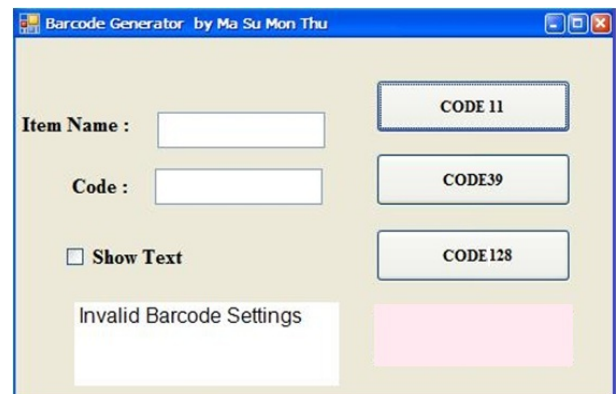 Barcode Generator by Ma Su Mon Thu
Item Name :
Code :
Show Text
Invalid Barcode Settings
CODE 11
CODE39
CODE128